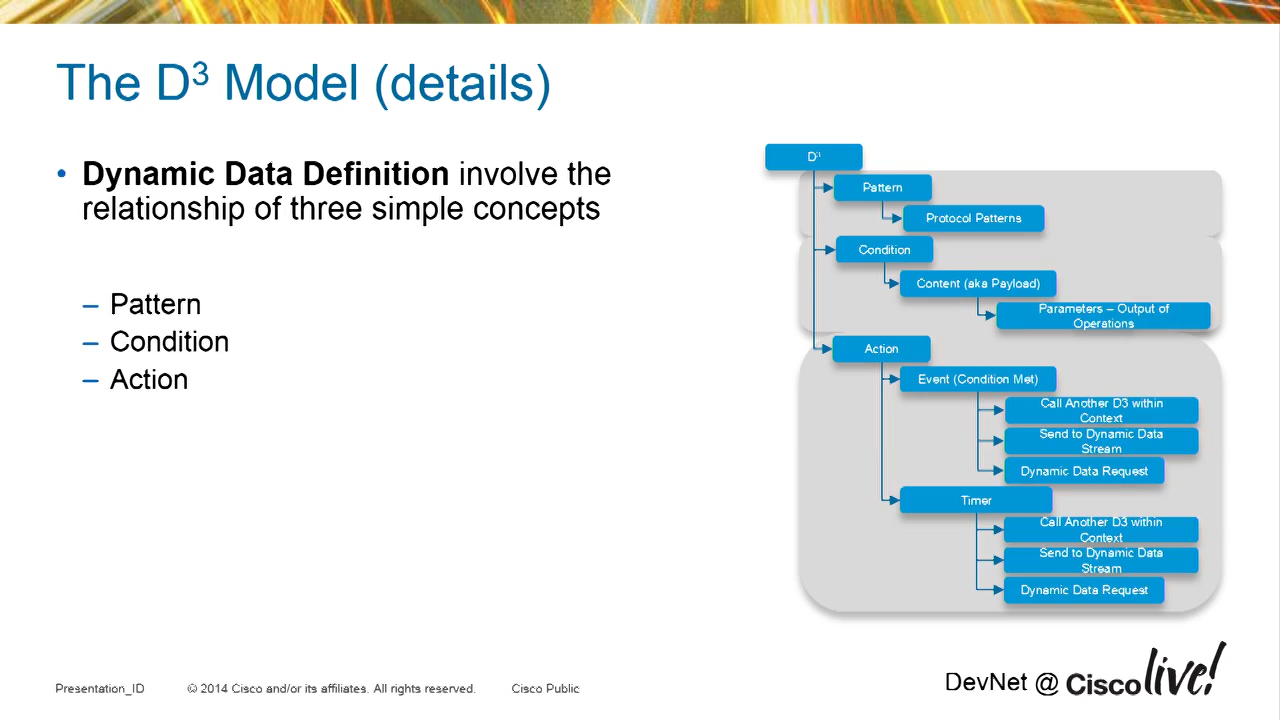 The D³ Model (details)
• Dynamic Data Definition involve the
relationship of three simple concepts
– Pattern
– Condition
– Action
D³
Pattern
Protocol Patterns
Condition
Content (aka Payload)
Parameters – Output of
Operations
Action
Event (Condition Met)
Call Another D3 within
Context
Send to Dynamic Data
Stream
Dynamic Data Request
Timer
Call Another D3 within
Context
Send to Dynamic Data
Stream
Dynamic Data Request
Presentation_ID
© 2014 Cisco and/or its affiliates. All rights reserved.
Cisco Public
DevNet @ Cisco live!